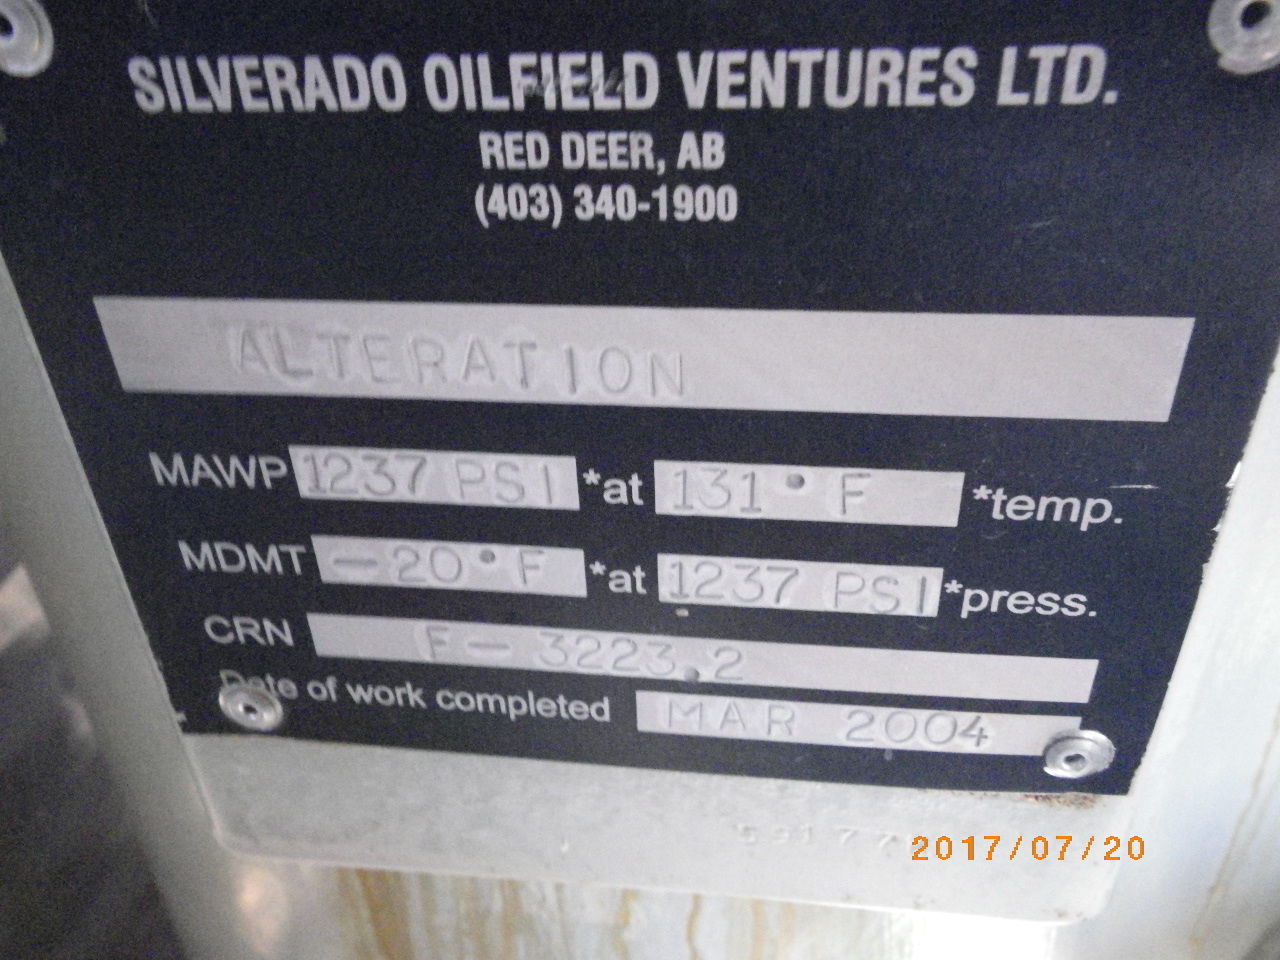 SILVERADO OILFIELD VENTURES LTD.
RED DEER, AB
(403) 340-1900
ALTERATION
MAWP 1237 PSI *at 131° F *temp.
MDMT -20° F *at 1237 PSI *press.
CRN F-3223.2
Date of work completed MAR 2004
2017/07/20